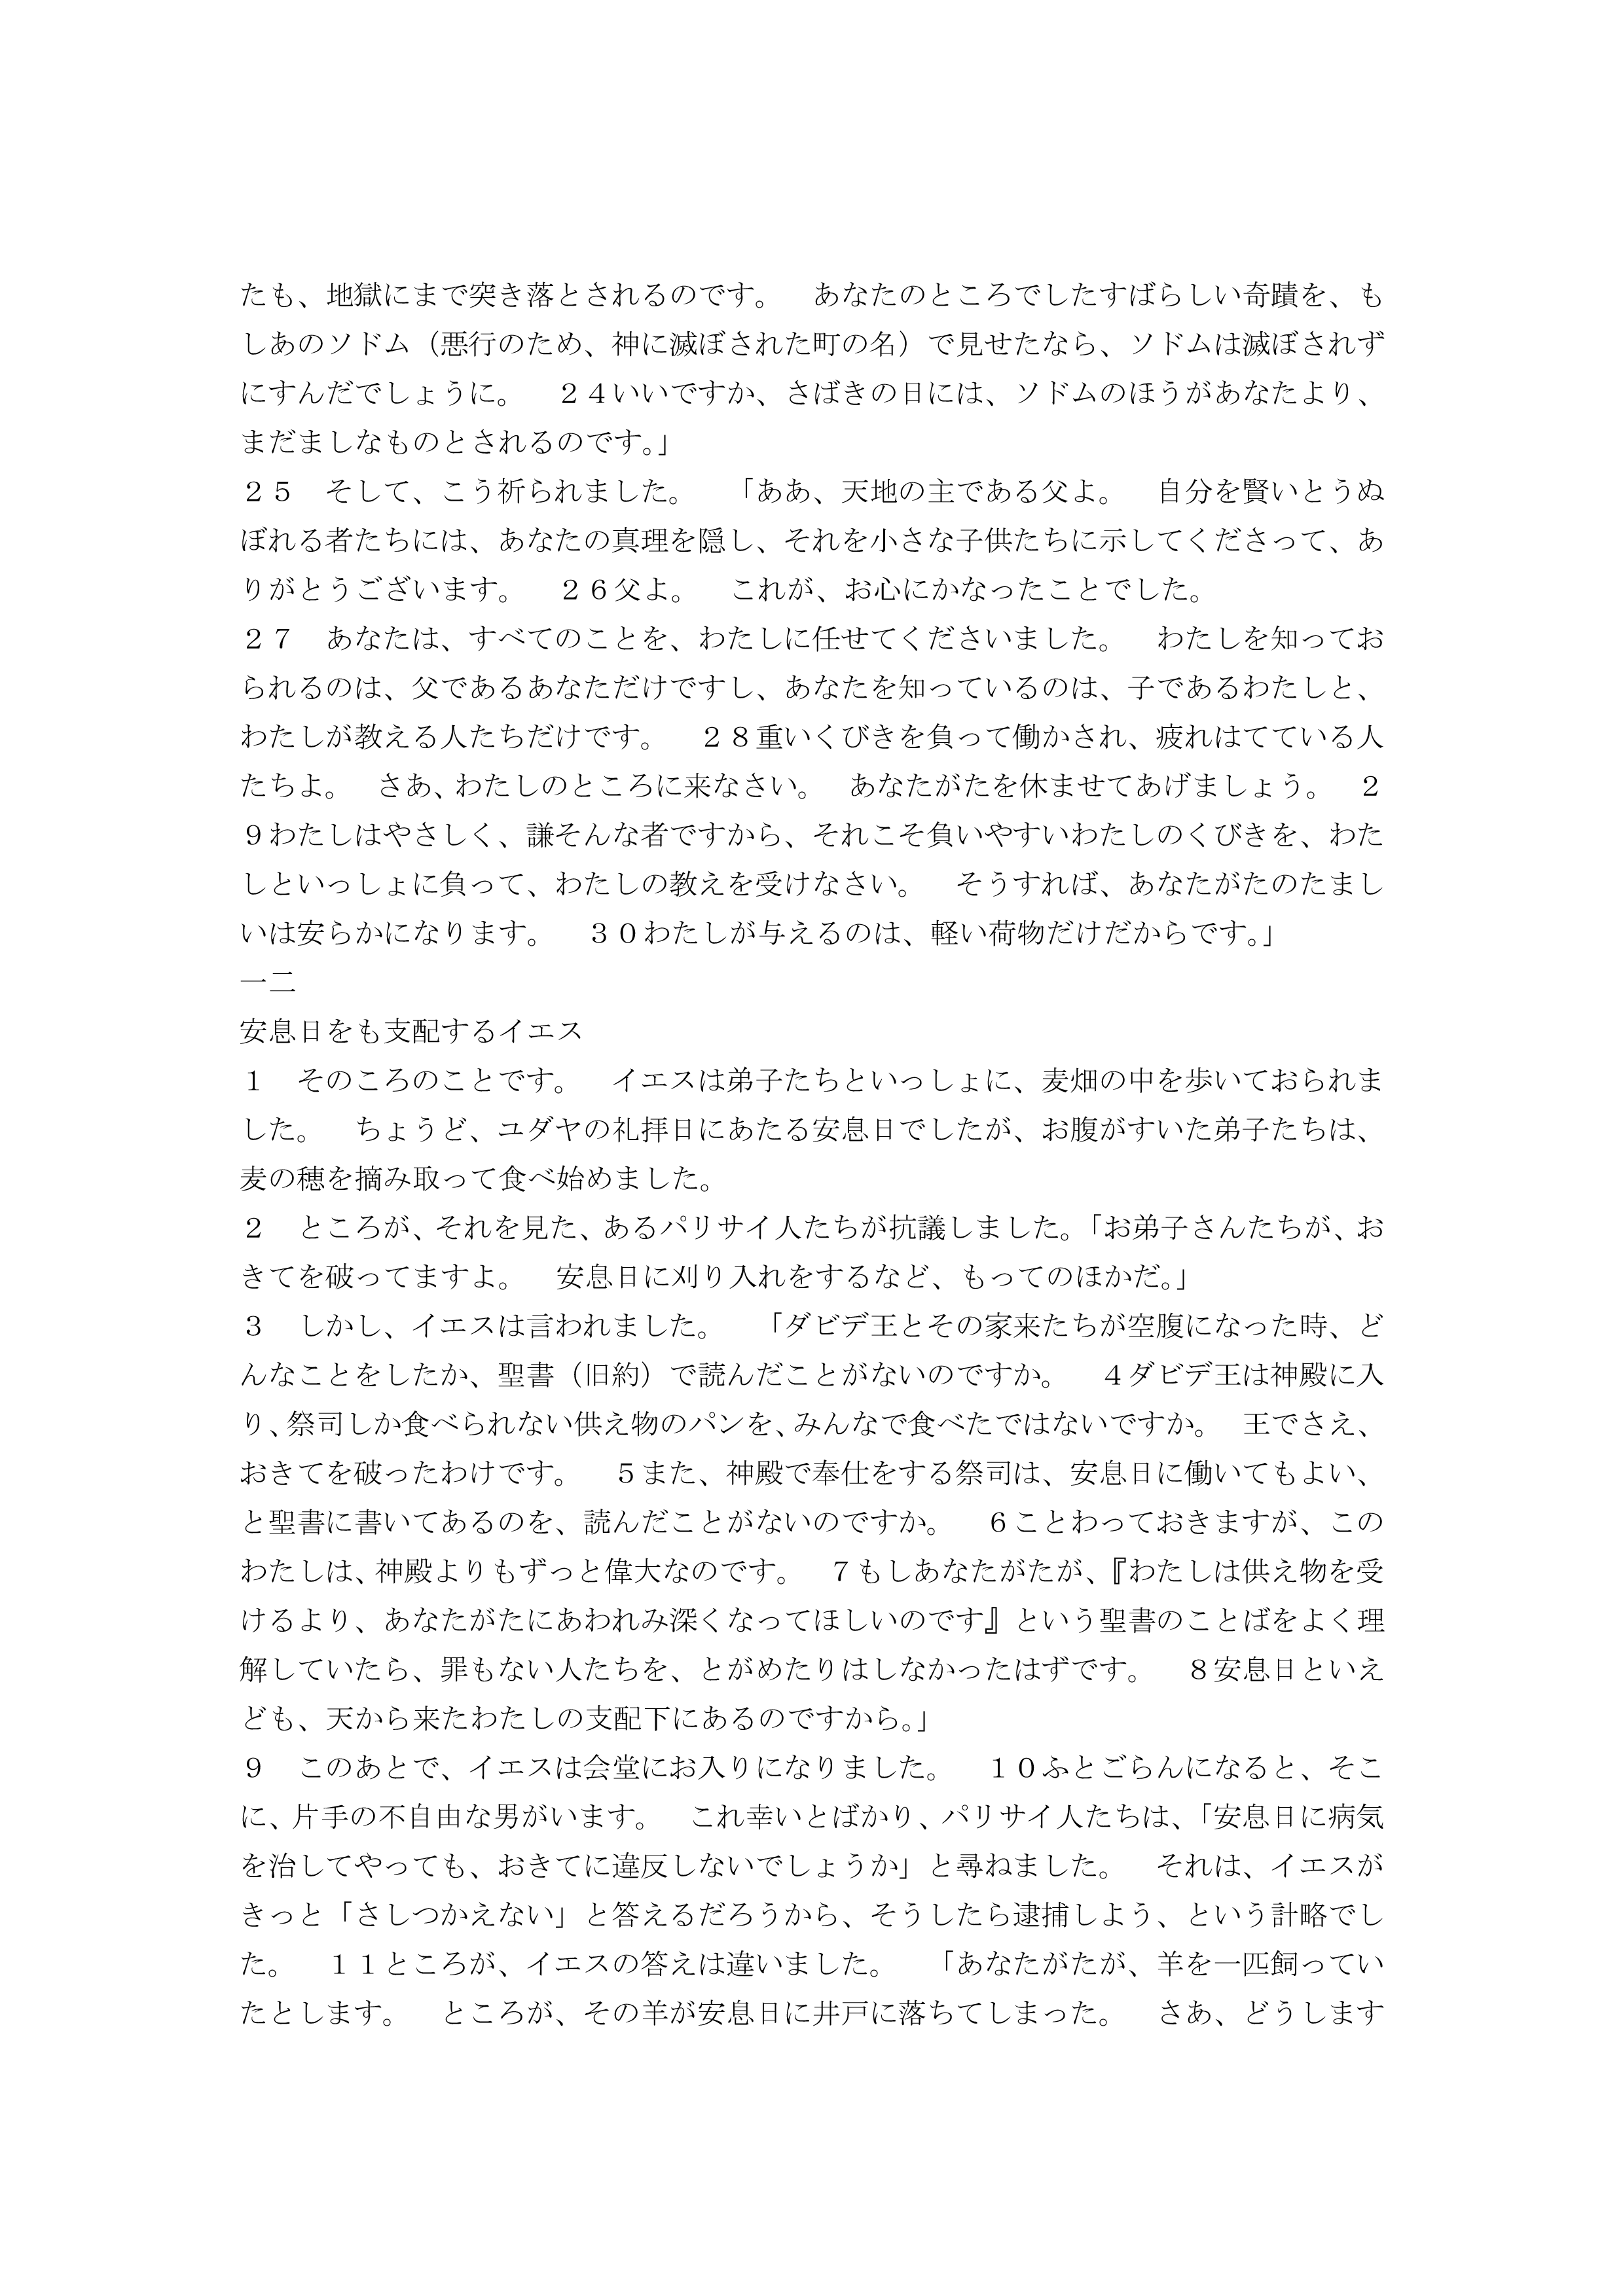 たも、地獄にまで突き落とされるのです。　あなたのところでしたすばらしい奇蹟を、も
しあのソドム（悪行のため、神に滅ぼされた町の名）で見せたなら、ソドムは滅ぼされず
にすんだでしょうに。　２４いいですか、さばきの日には、ソドムのほうがあなたより、
まだましなものとされるのです。」
２５　そして、こう祈られました。　「ああ、天地の主である父よ。　自分を賢いとうぬ
ぼれる者たちには、あなたの真理を隠し、それを小さな子供たちに示してくださって、あ
りがとうございます。　２６父よ。　これが、お心にかなったことでした。
２７　あなたは、すべてのことを、わたしに任せてくださいました。　わたしを知ってお
られるのは、父であるあなただけですし、あなたを知っているのは、子であるわたしと、
わたしが教える人たちだけです。　２８重いくびきを負って働かされ、疲れはてている人
たちよ。　さあ、わたしのところに来なさい。　あなたがたを休ませてあげましょう。　２
９わたしはやさしく、謙そんな者ですから、それこそ負いやすいわたしのくびきを、わた
しといっしょに負って、わたしの教えを受けなさい。　そうすれば、あなたがたのたまし
いは安らかになります。　３０わたしが与えるのは、軽い荷物だけだからです。」
一二
安息日をも支配するイエス
１　そのころのことです。　イエスは弟子たちといっしょに、麦畑の中を歩いておられま
した。　ちょうど、ユダヤの礼拝日にあたる安息日でしたが、お腹がすいた弟子たちは、
麦の穂を摘み取って食べ始めました。
２　ところが、それを見た、あるパリサイ人たちが抗議しました。「お弟子さんたちが、お
きてを破ってますよ。　安息日に刈り入れをするなど、もってのほかだ。」
３　しかし、イエスは言われました。　「ダビデ王とその家来たちが空腹になった時、ど
んなことをしたか、聖書（旧約）で読んだことがないのですか。　４ダビデ王は神殿に入
り、祭司しか食べられない供え物のパンを、みんなで食べたではないですか。　王でさえ、
おきてを破ったわけです。　５また、神殿で奉仕をする祭司は、安息日に働いてもよい、
と聖書に書いてあるのを、読んだことがないのですか。　６ことわっておきますが、この
わたしは、神殿よりもずっと偉大なのです。　７もしあなたがたが、『わたしは供え物を受
けるより、あなたがたにあわれみ深くなってほしいのです』という聖書のことばをよく理
解していたら、罪もない人たちを、とがめたりはしなかったはずです。　８安息日といえ
ども、天から来たわたしの支配下にあるのですから。」
９　このあとで、イエスは会堂にお入りになりました。　１０ふとごらんになると、そこ
に、片手の不自由な男がいます。　これ幸いとばかり、パリサイ人たちは、「安息日に病気
を治してやっても、おきてに違反しないでしょうか」と尋ねました。　それは、イエスが
きっと「さしつかえない」と答えるだろうから、そうしたら逮捕しよう、という計略でし
た。　１１ところが、イエスの答えは違いました。　「あなたがたが、羊を一匹飼ってい
たとします。　ところが、その羊が安息日に井戸に落ちてしまった。　さあ、どうします